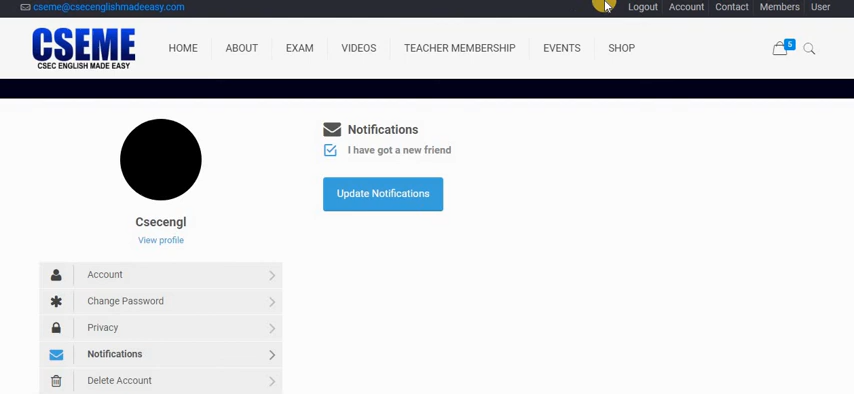 cseme@csecenglishmadeeasy.com Logout Account Contact Members User
CSEME
CSEC ENGLISH MADE EASY
HOME ABOUT EXAM VIDEOS TEACHER MEMBERSHIP EVENTS SHOP 5
Notifications
I have got a new friend
Update Notifications
Csecengl
View profile
Account
Change Password
Privacy
Notifications
Delete Account